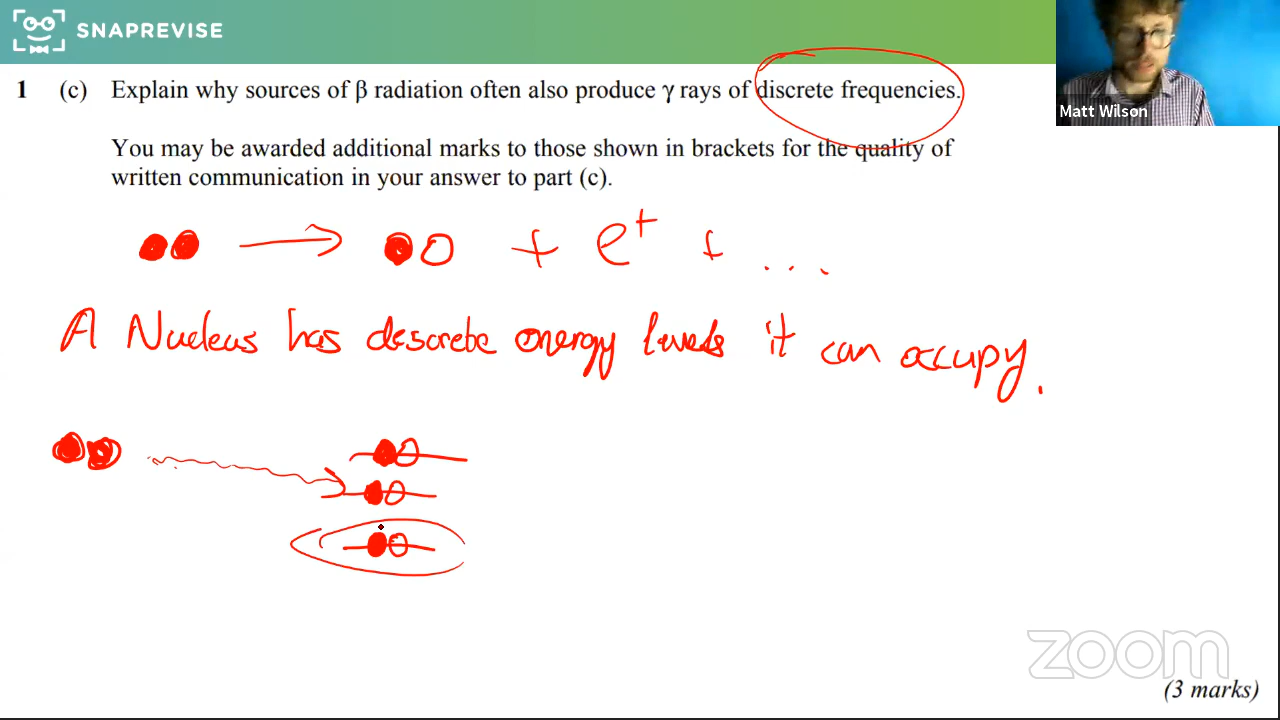 SNAPREVISE
Matt Wilson
1 (c) Explain why sources of β radiation often also produce γ rays of discrete frequencies.
You may be awarded additional marks to those shown in brackets for the quality of
written communication in your answer to part (c).
→ + e⁺ + ...
A Nucleus has descrete energy levels it can occupy.
zoom
(3 marks)